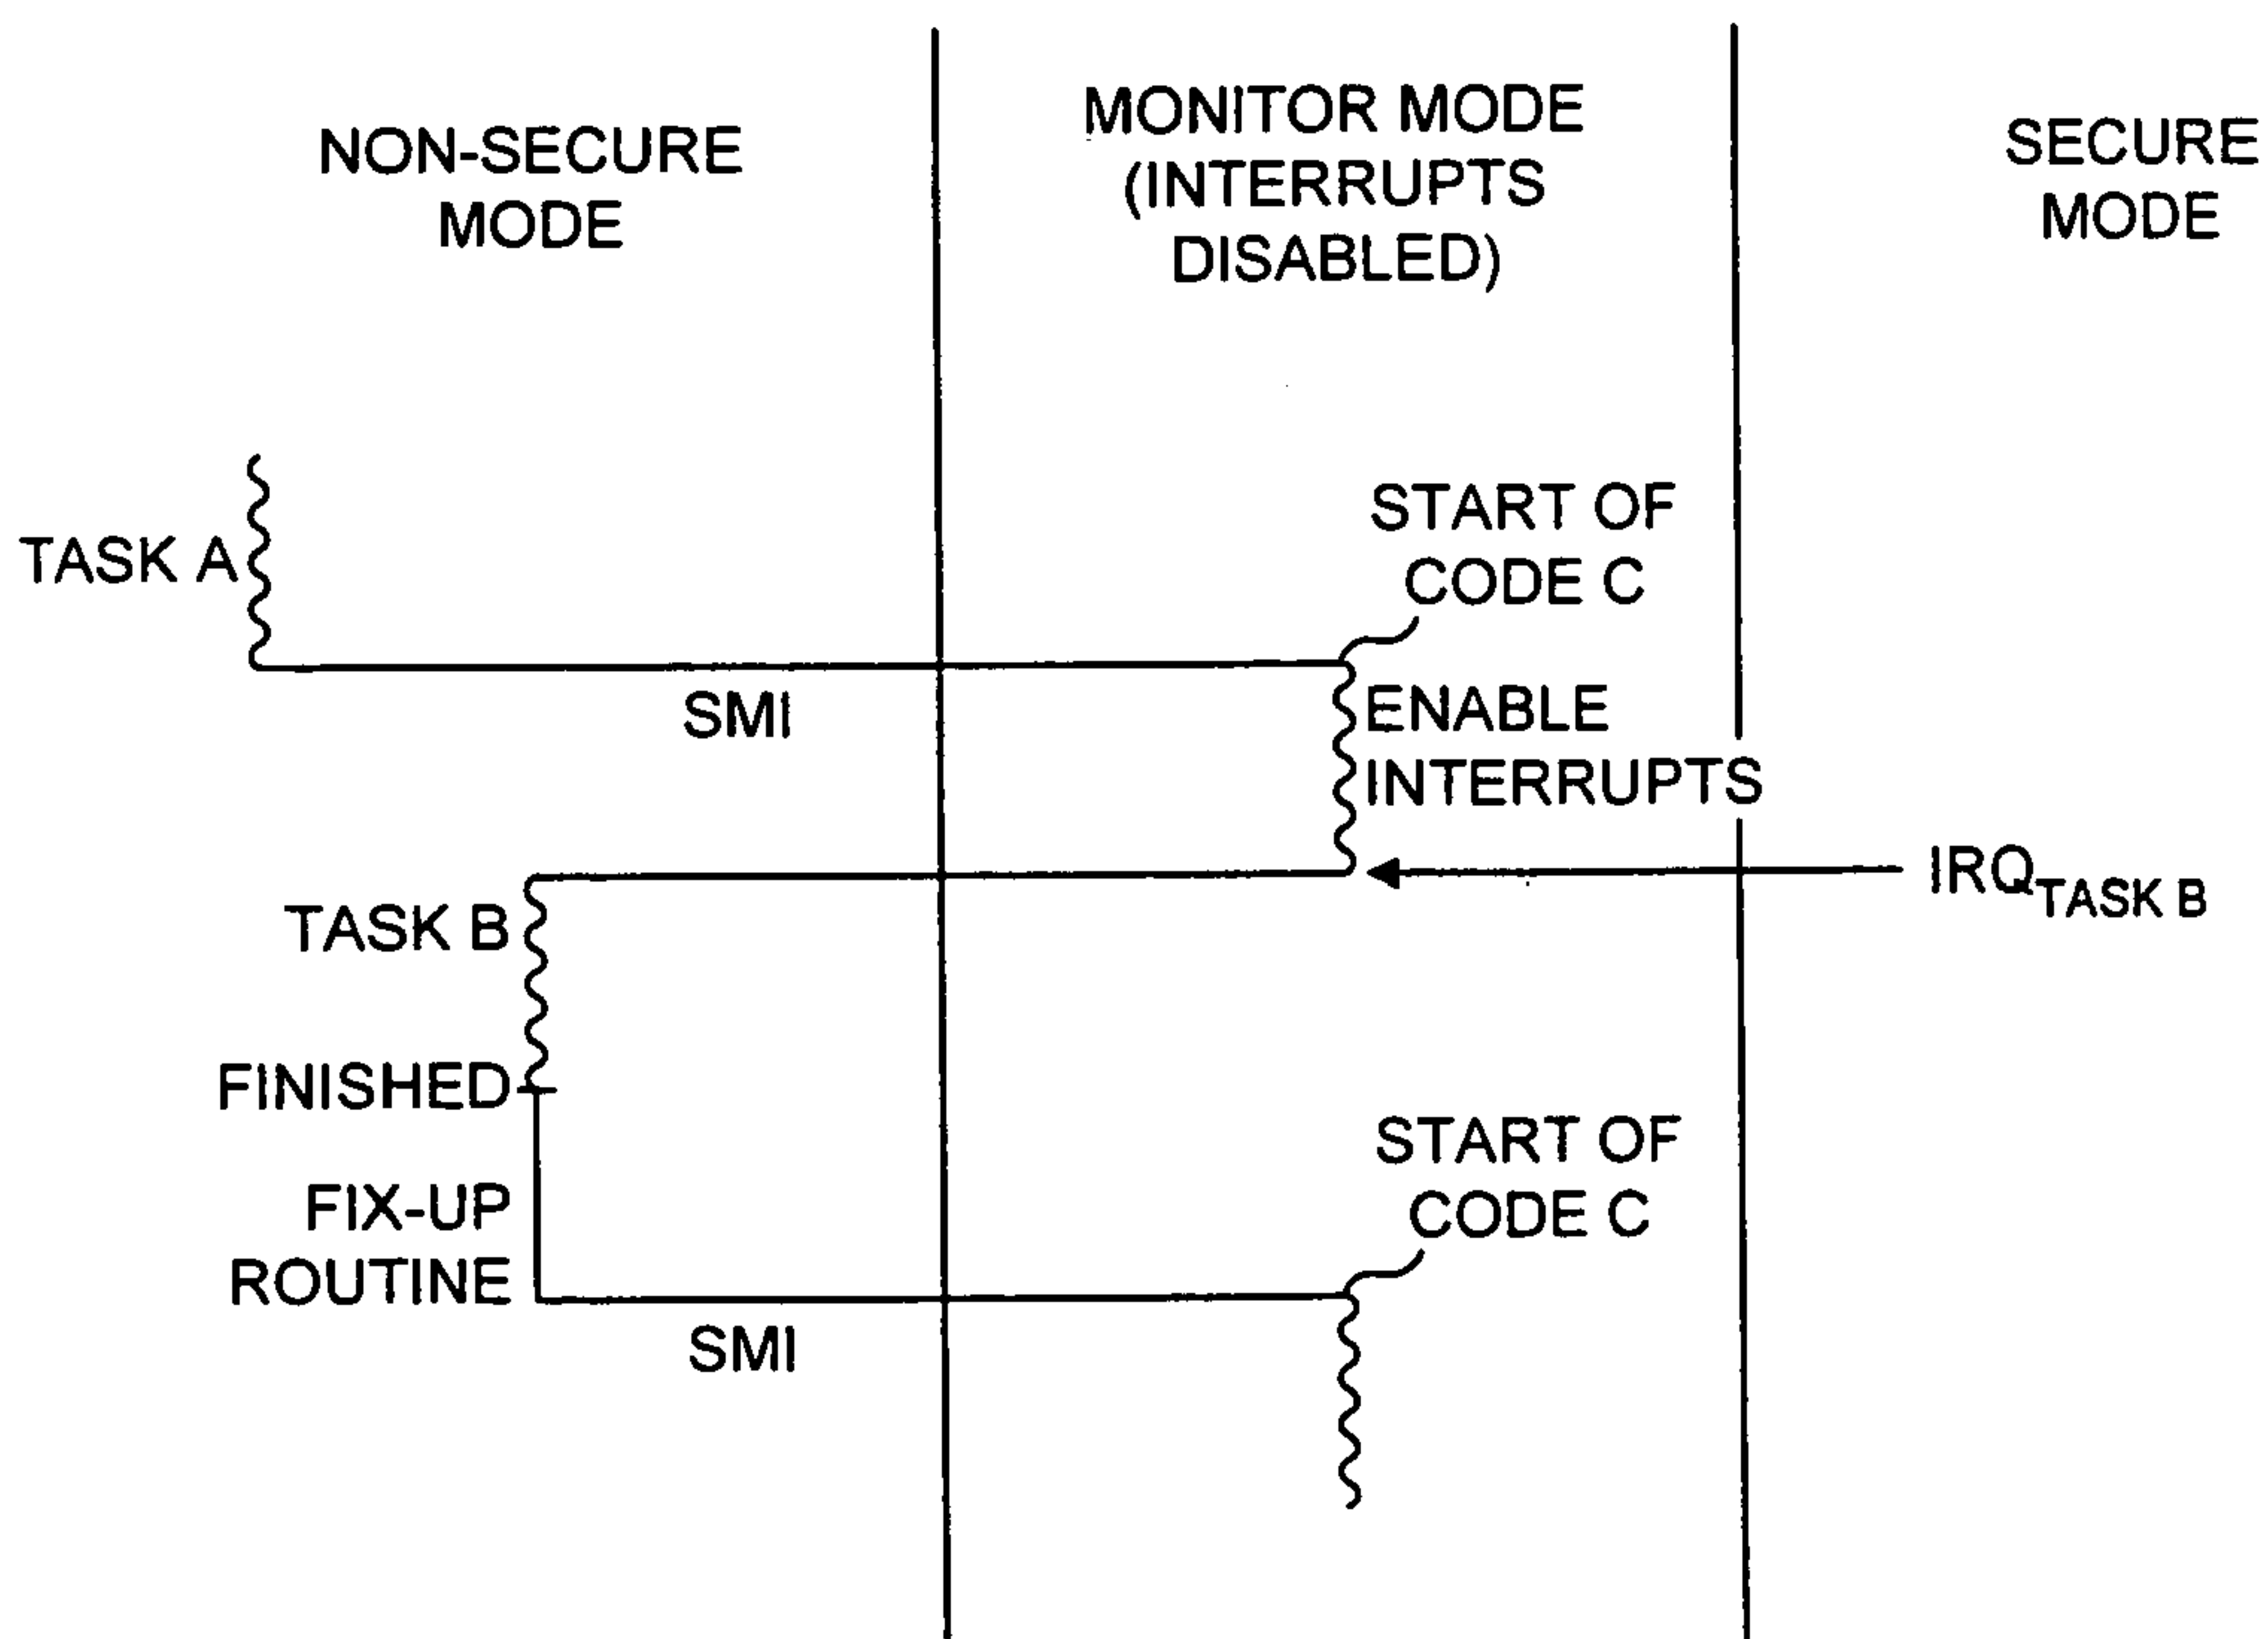 NON-SECURE
MODE
MONITOR MODE
(INTERRUPTS
DISABLED)
SECURE
MODE
TASK A
START OF
CODE C
SMI
ENABLE
INTERRUPTS
IRQTASK B
TASK B
FINISHED
FIX-UP
ROUTINE
START OF
CODE C
SMI